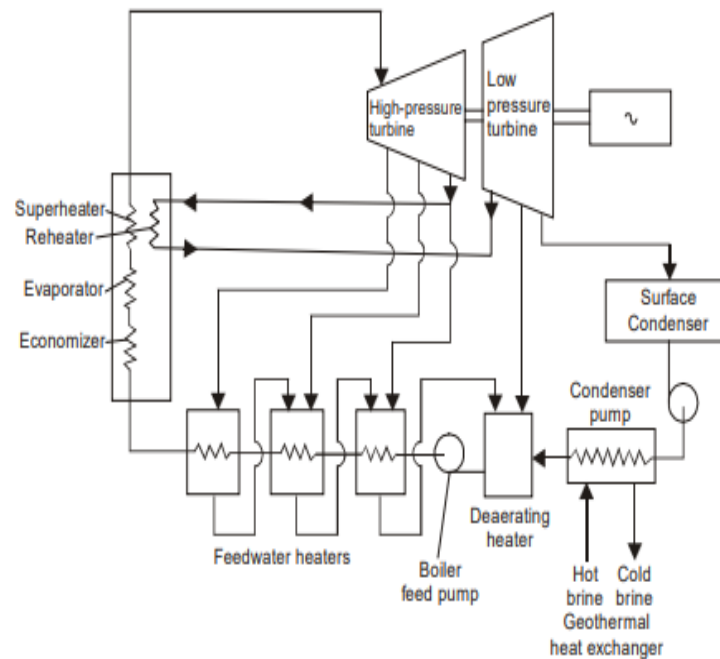 High-pressure
turbine
Low
pressure
turbine
~
Superheater
Reheater
Evaporator
Economizer
Surface
Condenser
Condenser
pump
Feedwater heaters
Boiler
feed pump
Deaerating
heater
Hot
brine
Cold
brine
Geothermal
heat exchanger